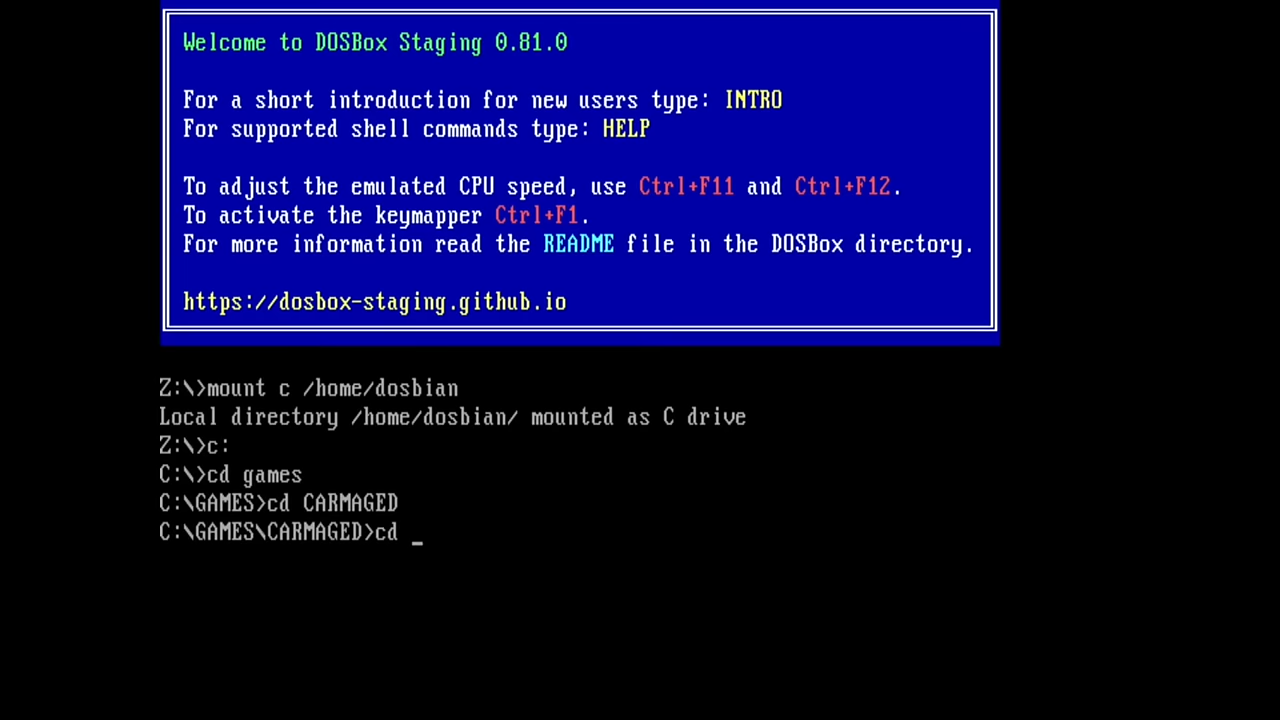 Welcome to DOSBox Staging 0.81.0
For a short introduction for new users type: INTRO
For supported shell commands type: HELP
To adjust the emulated CPU speed, use Ctrl+F11 and Ctrl+F12.
To activate the keymapper Ctrl+F1.
For more information read the README file in the DOSBox directory.
https://dosbox-staging.github.io
Z:\>mount c /home/dosbian
Local directory /home/dosbian/ mounted as C drive
Z:\>c:
C:\>cd games
C:\GAMES>cd CARMAGED
C:\GAMES\CARMAGED>cd _